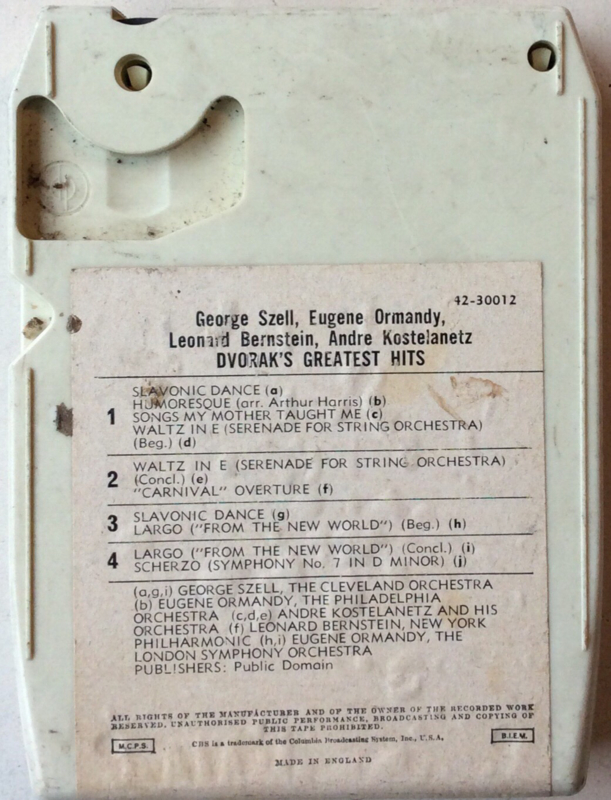 42-30012
George Szell, Eugene Ormandy,
Leonard Bernstein, Andre Kostelanetz
DVORAK'S GREATEST HITS
1 SLAVONIC DANCE (a)
HUMORESQUE (arr. Arthur Harris) (b)
SONGS MY MOTHER TAUGHT ME (c)
WALTZ IN E (SERENADE FOR STRING ORCHESTRA)
(Beg.) (d)
2 WALTZ IN E (SERENADE FOR STRING ORCHESTRA)
(Concl.) (e)
"CARNIVAL" OVERTURE (f)
3 SLAVONIC DANCE (g)
LARGO ("FROM THE NEW WORLD") (Beg.) (h)
4 LARGO ("FROM THE NEW WORLD") (Concl.) (i)
SCHERZO (SYMPHONY No. 7 IN D MINOR) (j)
(a,g,i) GEORGE SZELL, THE CLEVELAND ORCHESTRA
(b) EUGENE ORMANDY, THE PHILADELPHIA
ORCHESTRA (c,d,e) ANDRE KOSTELANETZ AND HIS
ORCHESTRA (f) LEONARD BERNSTEIN, NEW YORK
PHILHARMONIC (h,i) EUGENE ORMANDY, THE
LONDON SYMPHONY ORCHESTRA
PUBLISHERS: Public Domain
ALL RIGHTS OF THE MANUFACTURER AND OF THE OWNER OF THE RECORDED WORK
RESERVED. UNAUTHORISED PUBLIC PERFORMANCE, BROADCASTING AND COPYING OF
THIS TAPE PROHIBITED.
M.C.P.S. CBS is a trademark of the Columbia Broadcasting System, Inc., U.S.A. B.I.E.M.
MADE IN ENGLAND